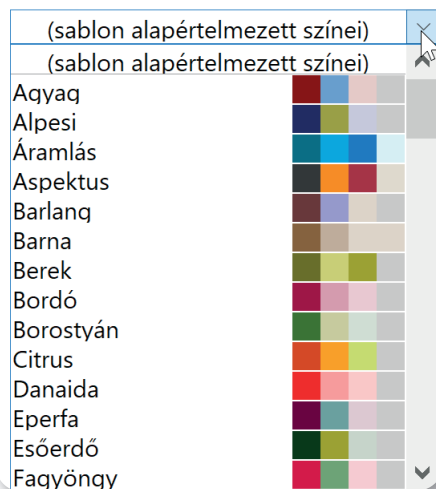 (sablon alapértelmezett színei)
(sablon alapértelmezett színei)
Agyag
Alpesi
Áramlás
Aspektus
Barlang
Barna
Berek
Bordó
Borostyán
Citrus
Danaida
Eperfa
Esőerdő
Fagyöngy